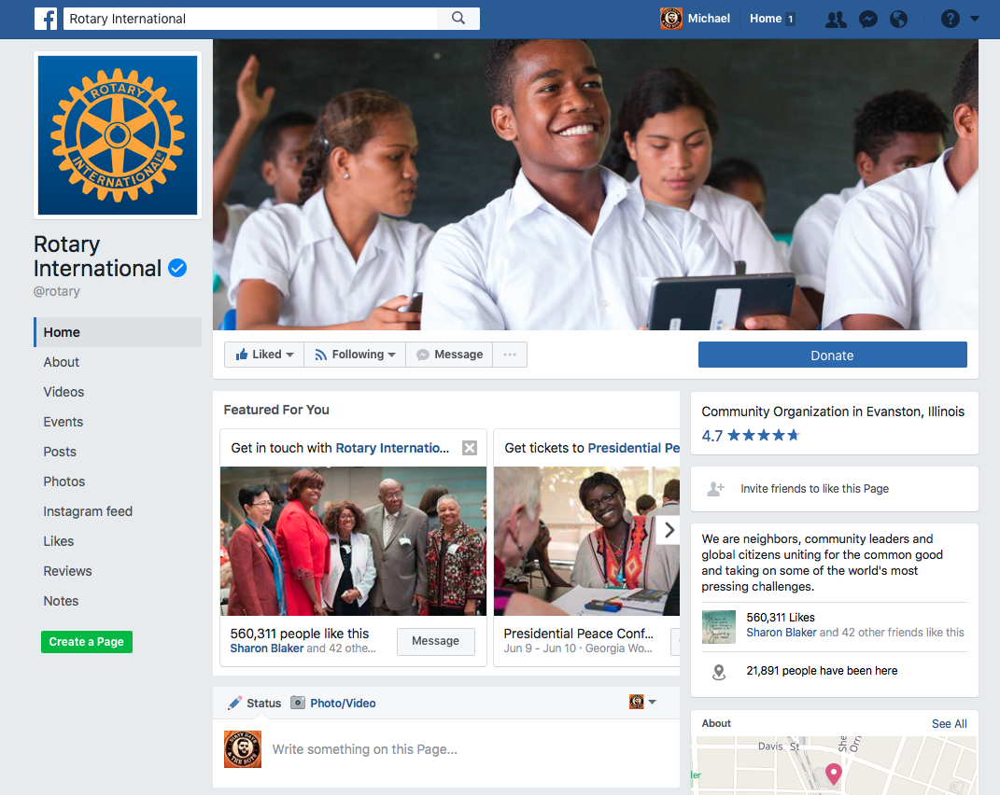 Rotary International
Michael
Home 1
?
ROTARY
INTERNATIONAL
Rotary
International
@rotary
Home
About
Videos
Events
Posts
Photos
Instagram feed
Likes
Reviews
Notes
Create a Page
Liked
Following
Message
...
Donate
Featured For You
Get in touch with Rotary Internatio...
Get tickets to Presidential Pe
560,311 people like this
Sharon Blaker and 42 othe...
Message
Presidential Peace Conf...
Jun 9 - Jun 10 · Georgia Wo...
Status
Photo/Video
DIRTY DAVE
& THE BOYS
Write something on this Page...
Community Organization in Evanston, Illinois
4.7
Invite friends to like this Page
We are neighbors, community leaders and
global citizens uniting for the common good
and taking on some of the world's most
pressing challenges.
560,311 Likes
Sharon Blaker and 42 other friends like this
21,891 people have been here
About
See All
Davis St
She
Orr
ler